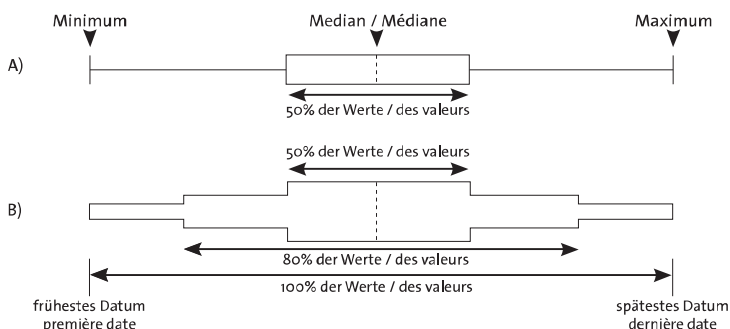 Minimum
Median / Médiane
Maximum
A)
50% der Werte / des valeurs
50% der Werte / des valeurs
B)
80% der Werte / des valeurs
100% der Werte / des valeurs
frühestes Datum
première date
spätestes Datum
dernière date